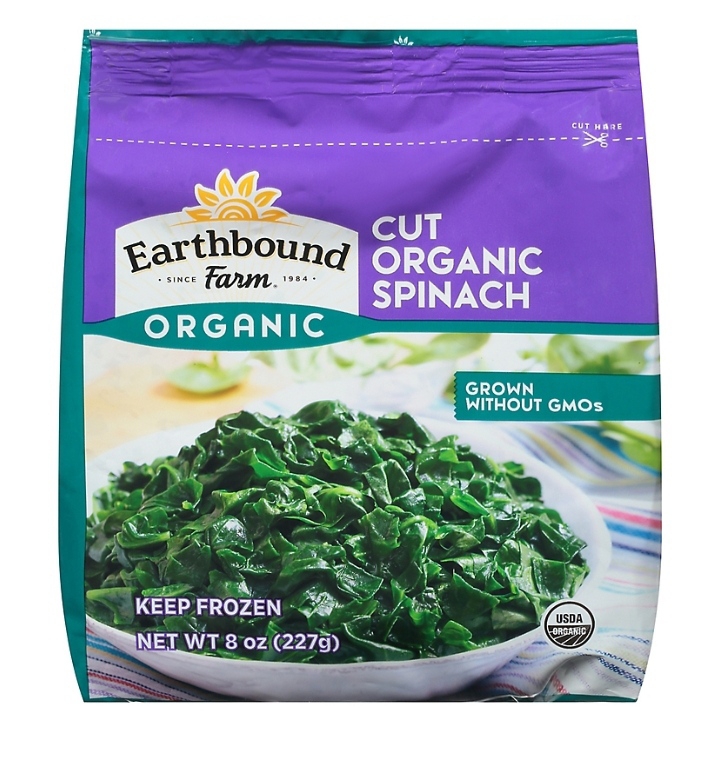 CUT HERE
Earthbound
· SINCE Farm® 1984 ·
ORGANIC
CUT
ORGANIC
SPINACH
GROWN
WITHOUT GMOs
KEEP FROZEN
NET WT 8 oz (227g)
USDA
ORGANIC